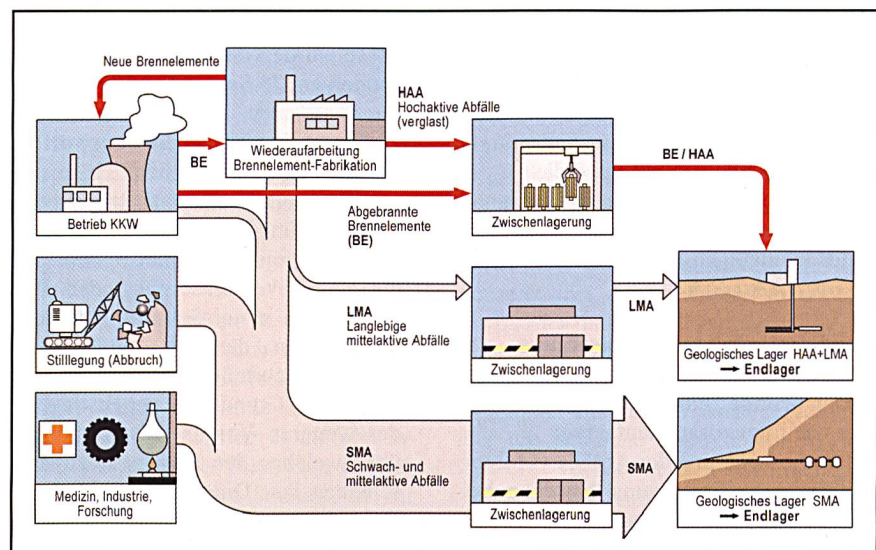 Neue Brennelemente
HAA
Hochaktive Abfälle
(verglast)
Wiederaufarbeitung
Brennelement-Fabrikation
BE
BE / HAA
Betrieb KKW
Abgebrannte
Brennelemente
(BE)
Zwischenlagerung
LMA
Langlebige
mittelaktive Abfälle
LMA
Stilllegung (Abbruch)
Zwischenlagerung
Geologisches Lager HAA+LMA
→ Endlager
SMA
Schwach- und
mittelaktive Abfälle
SMA
Medizin, Industrie,
Forschung
Zwischenlagerung
Geologisches Lager SMA
→ Endlager